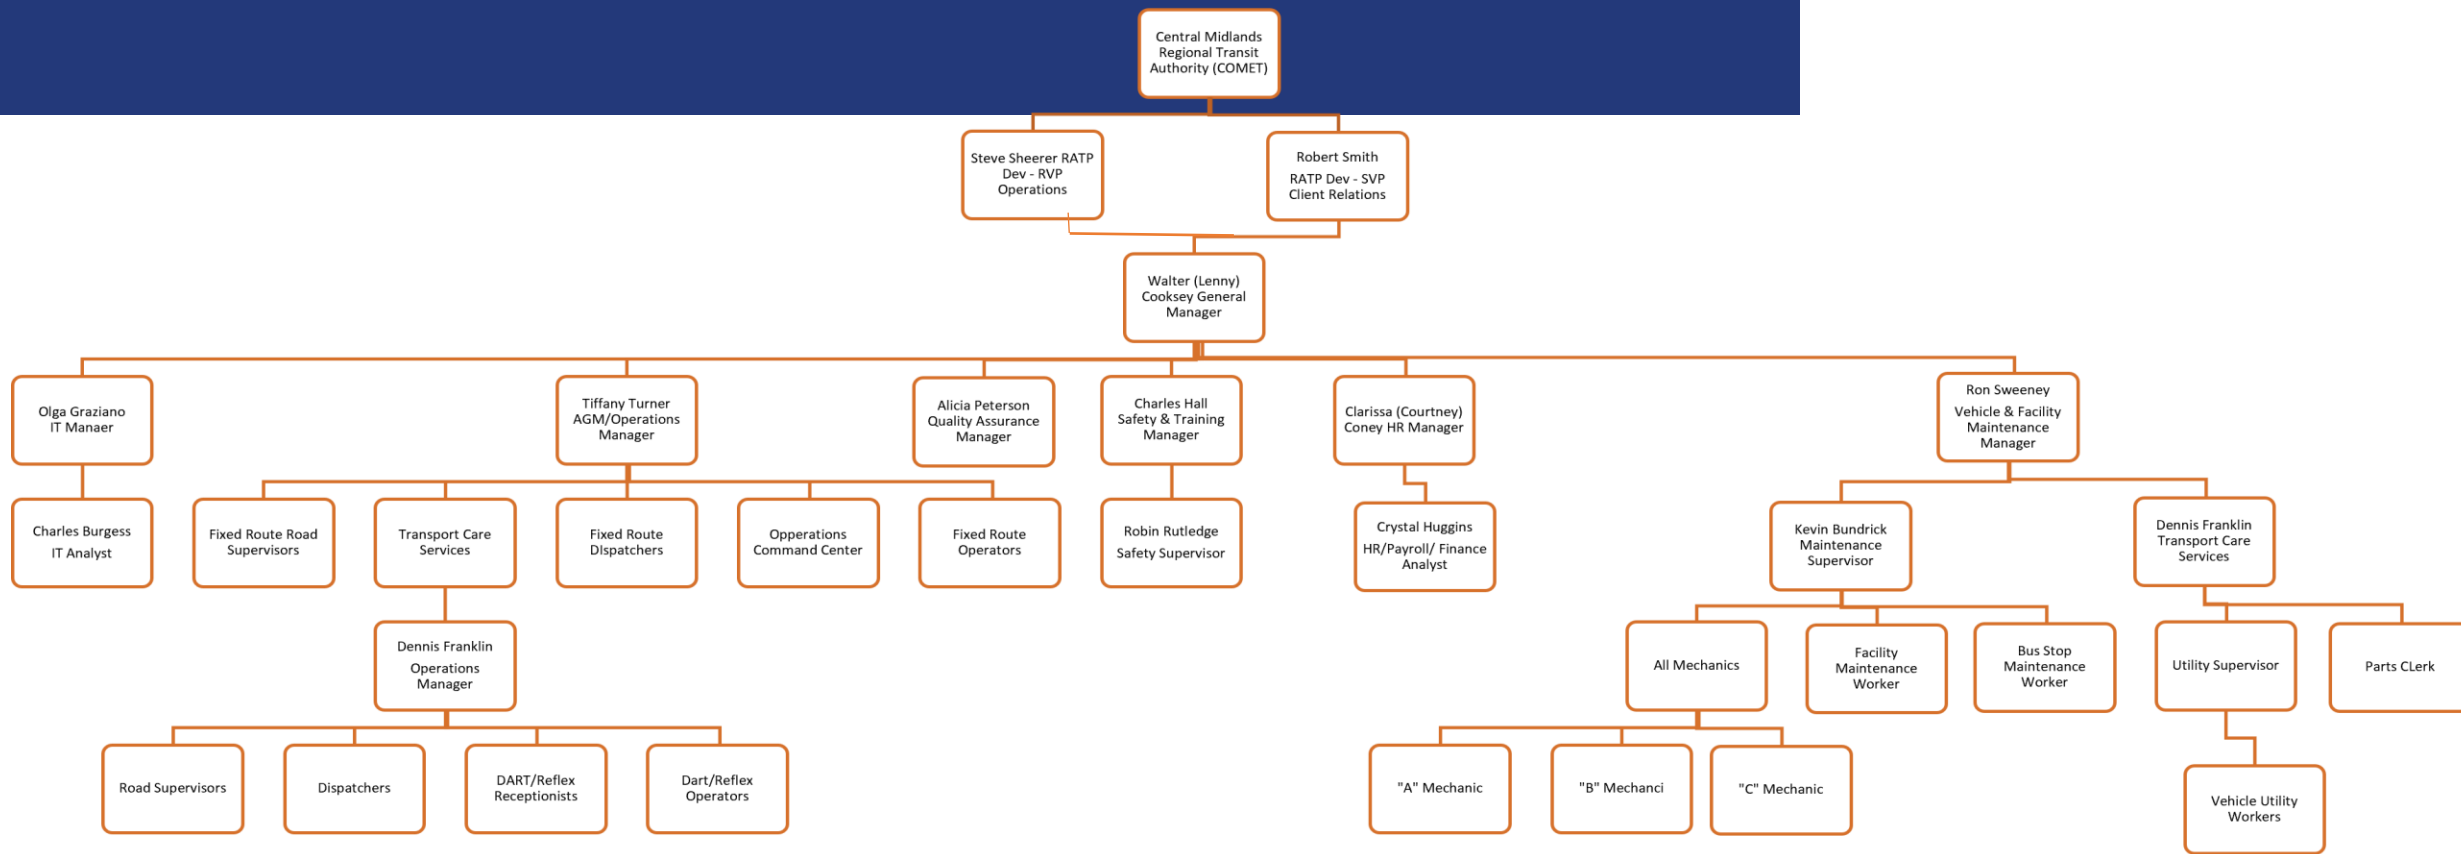 Central Midlands
Regional Transit
Authority (COMET)
Steve Sheerer RATP
Dev - RVP
Operations
Robert Smith
RATP Dev - SVP
Client Relations
Walter (Lenny)
Cooksey General
Manager
Olga Graziano
IT Manaer
Tiffany Turner
AGM/Operations
Manager
Alicia Peterson
Quality Assurance
Manager
Charles Hall
Safety & Training
Manager
Clarissa (Courtney)
Coney HR Manager
Ron Sweeney
Vehicle & Facility
Maintenance
Manager
Charles Burgess
IT Analyst
Fixed Route Road
Supervisors
Transport Care
Services
Fixed Route
DIspatchers
Opperations
Command Center
Fixed Route
Operators
Robin Rutledge
Safety Supervisor
Crystal Huggins
HR/Payroll/ Finance
Analyst
Kevin Bundrick
Maintenance
Supervisor
Dennis Franklin
Transport Care
Services
Dennis Franklin
Operations
Manager
All Mechanics
Facility
Maintenance
Worker
Bus Stop
Maintenance
Worker
Utility Supervisor
Parts CLerk
Road Supervisors
Dispatchers
DART/Reflex
Receptionists
Dart/Reflex
Operators
"A" Mechanic
"B" Mechanci
"C" Mechanic
Vehicle Utility
Workers